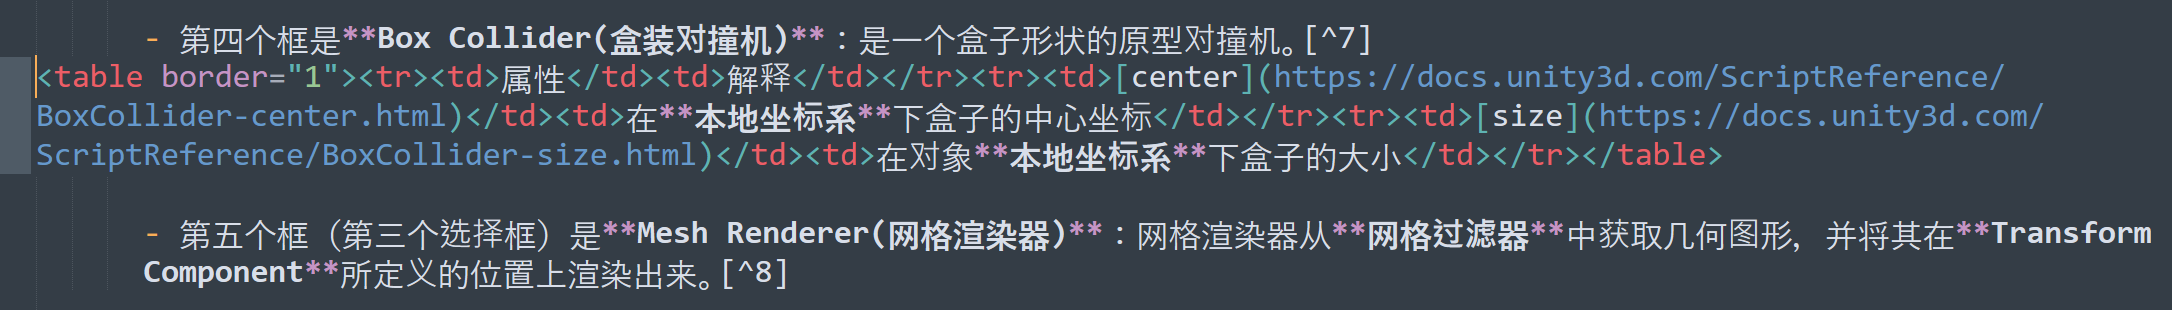 - 第四个框是**Box Collider(盒装对撞机)**：是一个盒子形状的原型对撞机。[^7]
<table border="1"><tr><td>属性</td><td>解释</td></tr><tr><td>[center](https://docs.unity3d.com/ScriptReference/
BoxCollider-center.html)</td><td>在**本地坐标系**下盒子的中心坐标</td></tr><tr><td>[size](https://docs.unity3d.com/
ScriptReference/BoxCollider-size.html)</td><td>在对象**本地坐标系**下盒子的大小</td></tr></table>
- 第五个框（第三个选择框）是**Mesh Renderer(网格渲染器)**：网格渲染器从**网格过滤器**中获取几何图形，并将其在**Transform
Component**所定义的位置上渲染出来。[^8]